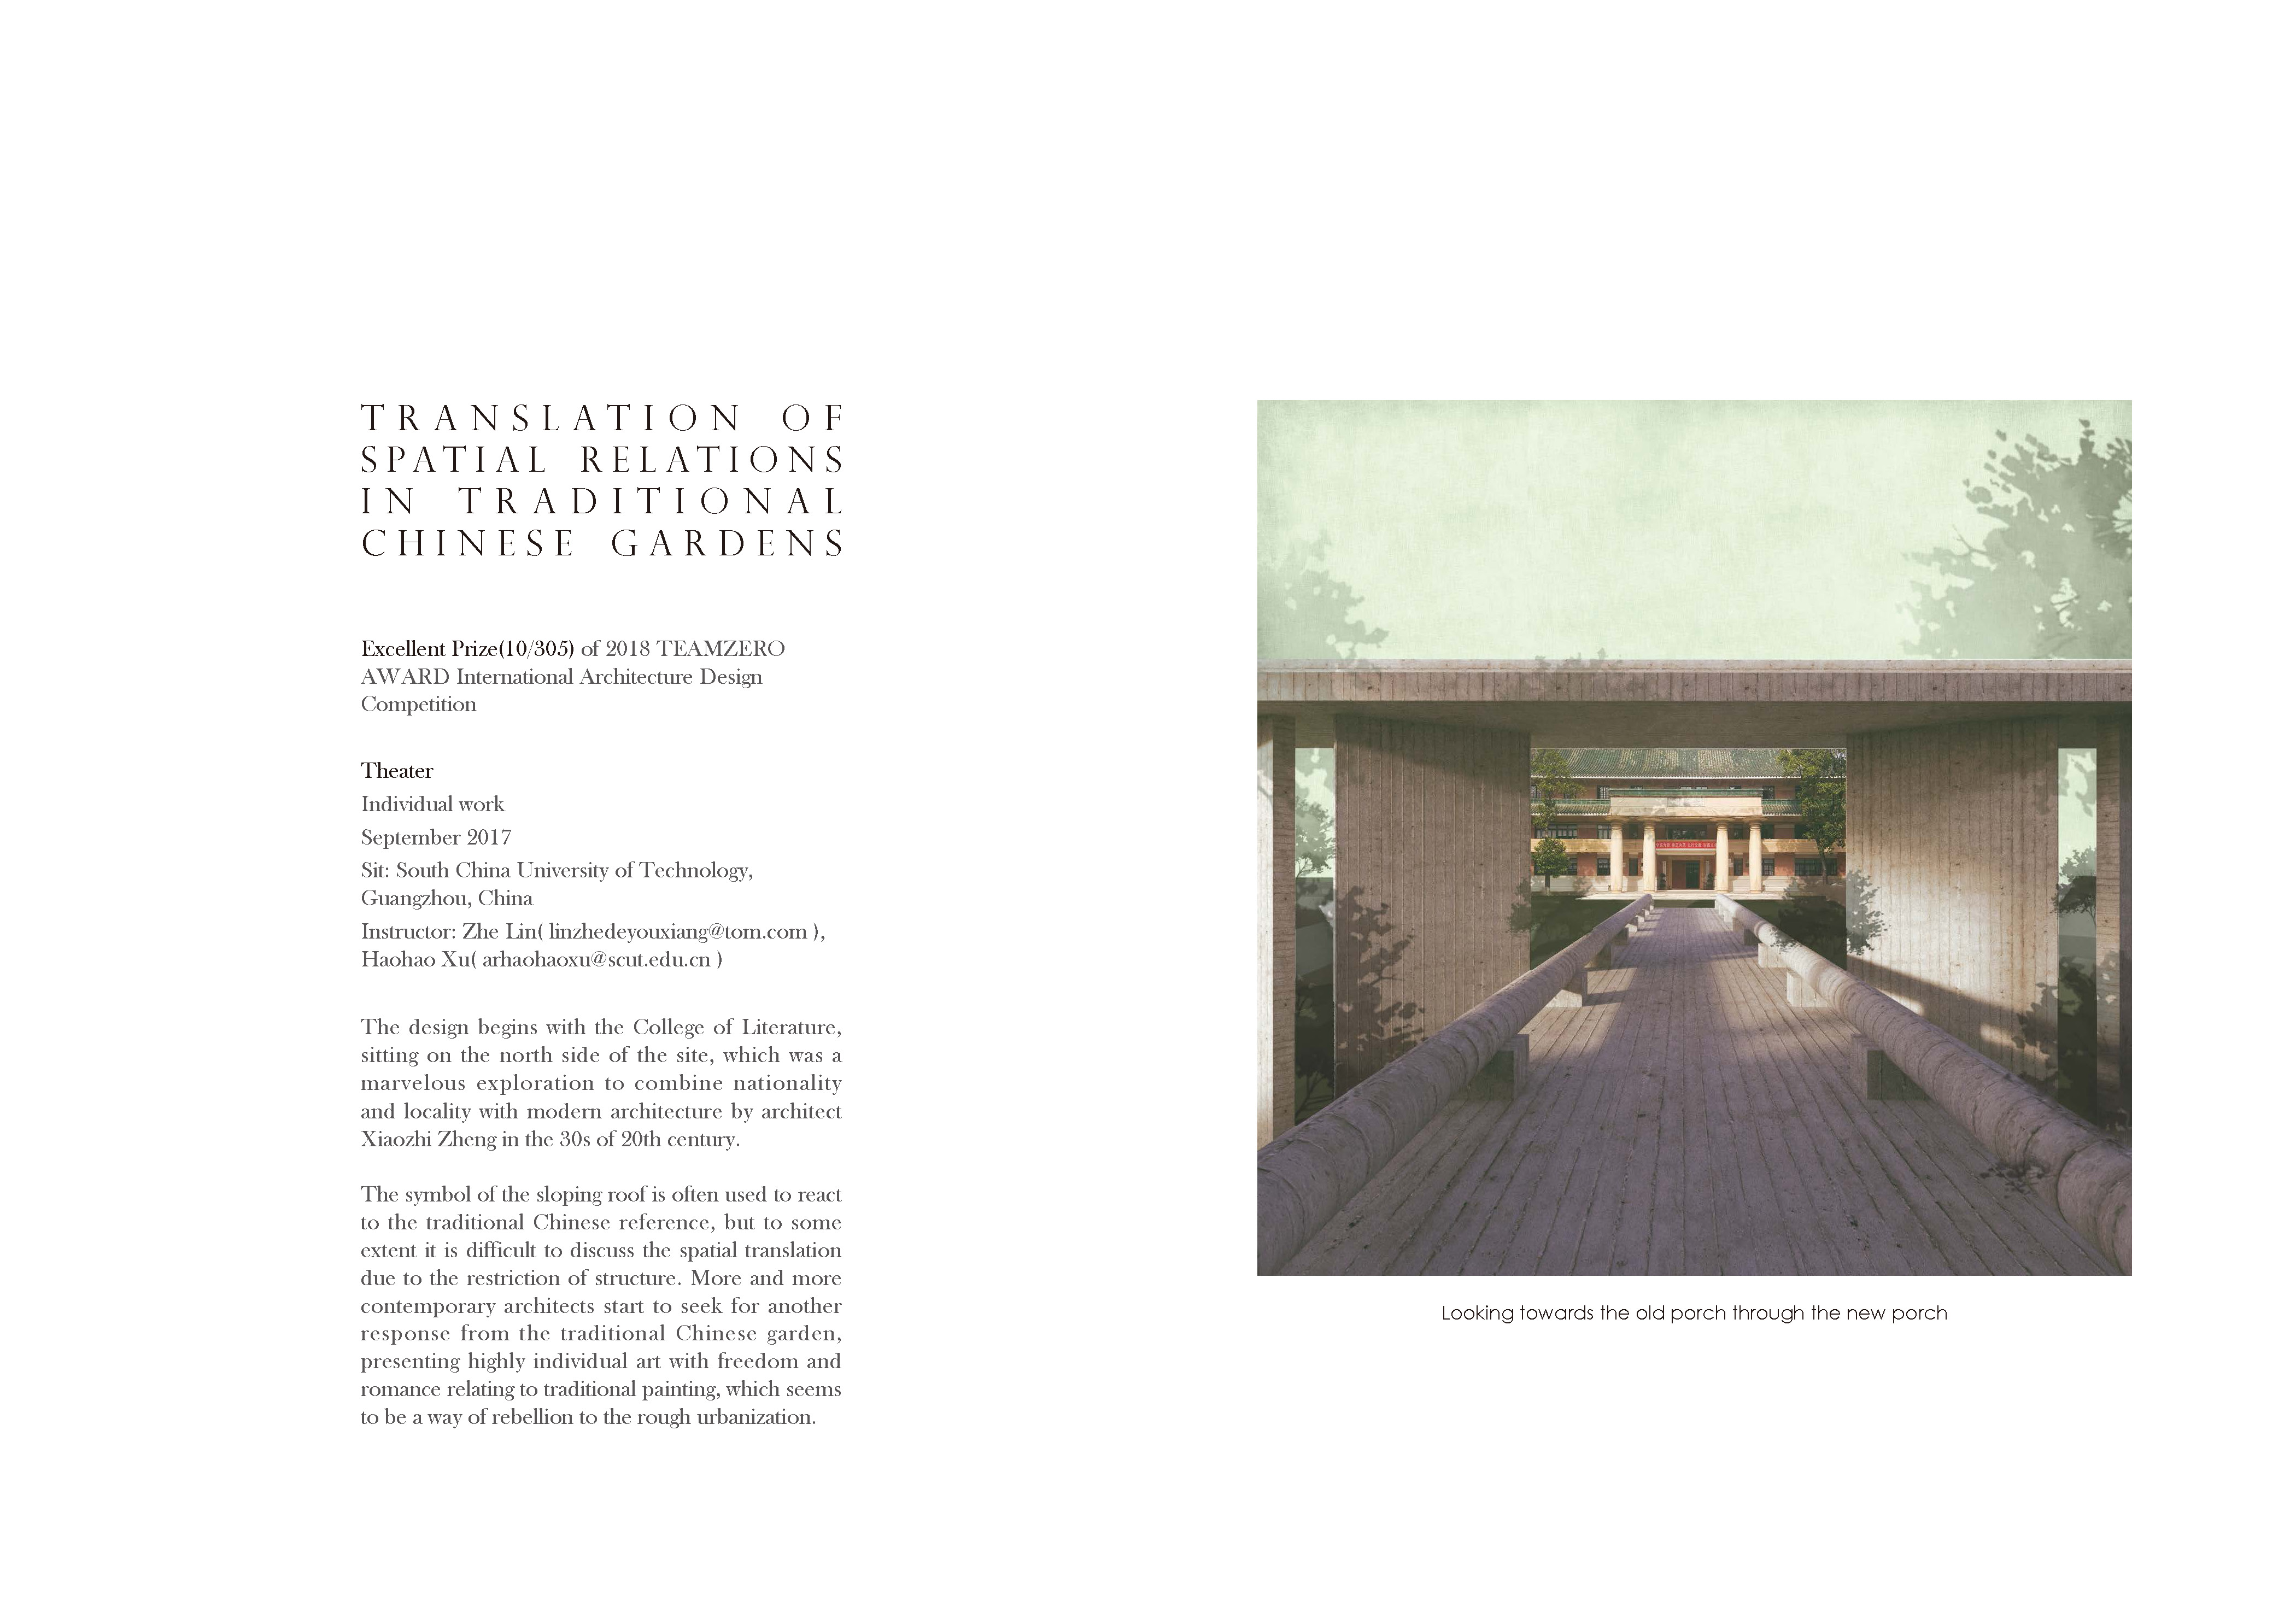 TRANSLATION OF
SPATIAL RELATIONS
IN TRADITIONAL
CHINESE GARDENS
Excellent Prize(10/305) of 2018 TEAMZERO
AWARD International Architecture Design
Competition
Theater
Individual work
September 2017
Sit: South China University of Technology,
Guangzhou, China
Instructor: Zhe Lin( linzhedeyouxiang@tom.com ),
Haohao Xu( arhaohaoxu@scut.edu.cn )
The design begins with the College of Literature,
sitting on the north side of the site, which was a
marvelous exploration to combine nationality
and locality with modern architecture by architect
Xiaozhi Zheng in the 30s of 20th century.
The symbol of the sloping roof is often used to react
to the traditional Chinese reference, but to some
extent it is difficult to discuss the spatial translation
due to the restriction of structure. More and more
contemporary architects start to seek for another
response from the traditional Chinese garden,
presenting highly individual art with freedom and
romance relating to traditional painting, which seems
to be a way of rebellion to the rough urbanization.
Looking towards the old porch through the new porch